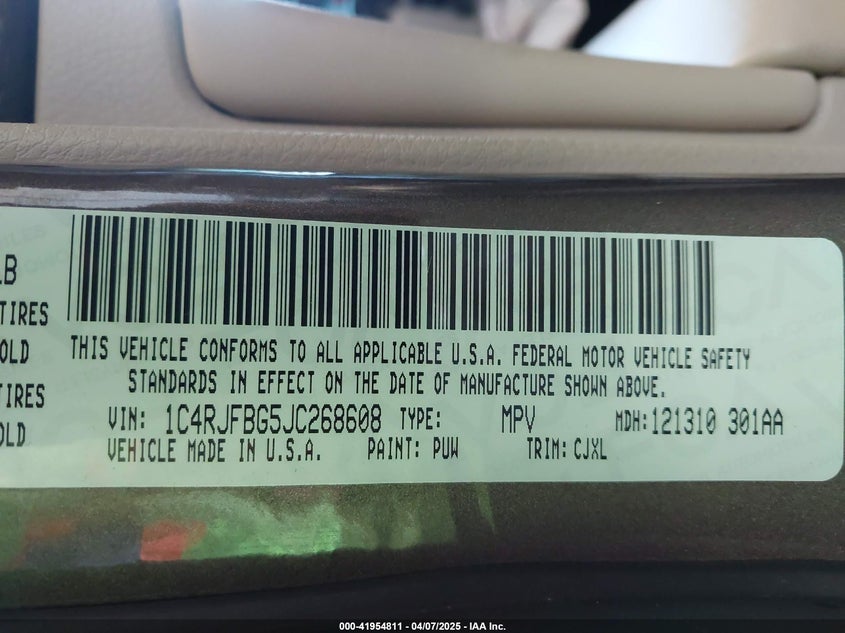 LB
TIRES
OLD
TIRES
OLD
THIS VEHICLE CONFORMS TO ALL APPLICABLE U.S.A. FEDERAL MOTOR VEHICLE SAFETY
STANDARDS IN EFFECT ON THE DATE OF MANUFACTURE SHOWN ABOVE.
VIN: 1C4RJFBG5JC268608 TYPE: MPV MDH:121310 301AA
VEHICLE MADE IN U.S.A. PAINT: PUW TRIM: CJXL
000-41954811 - 04/07/2025 - IAA Inc.